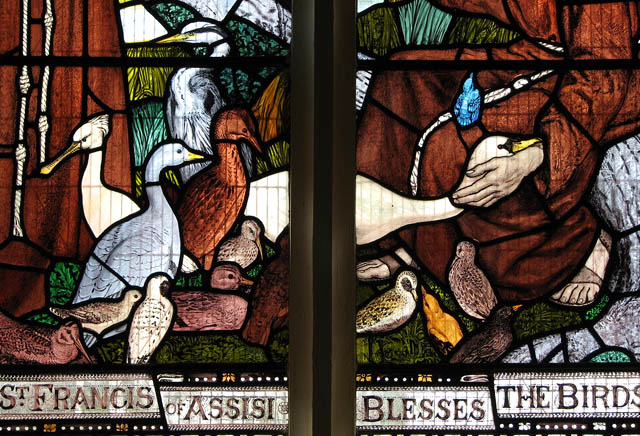 ST FRANCIS OF ASSISI BLESSES THE BIRDS